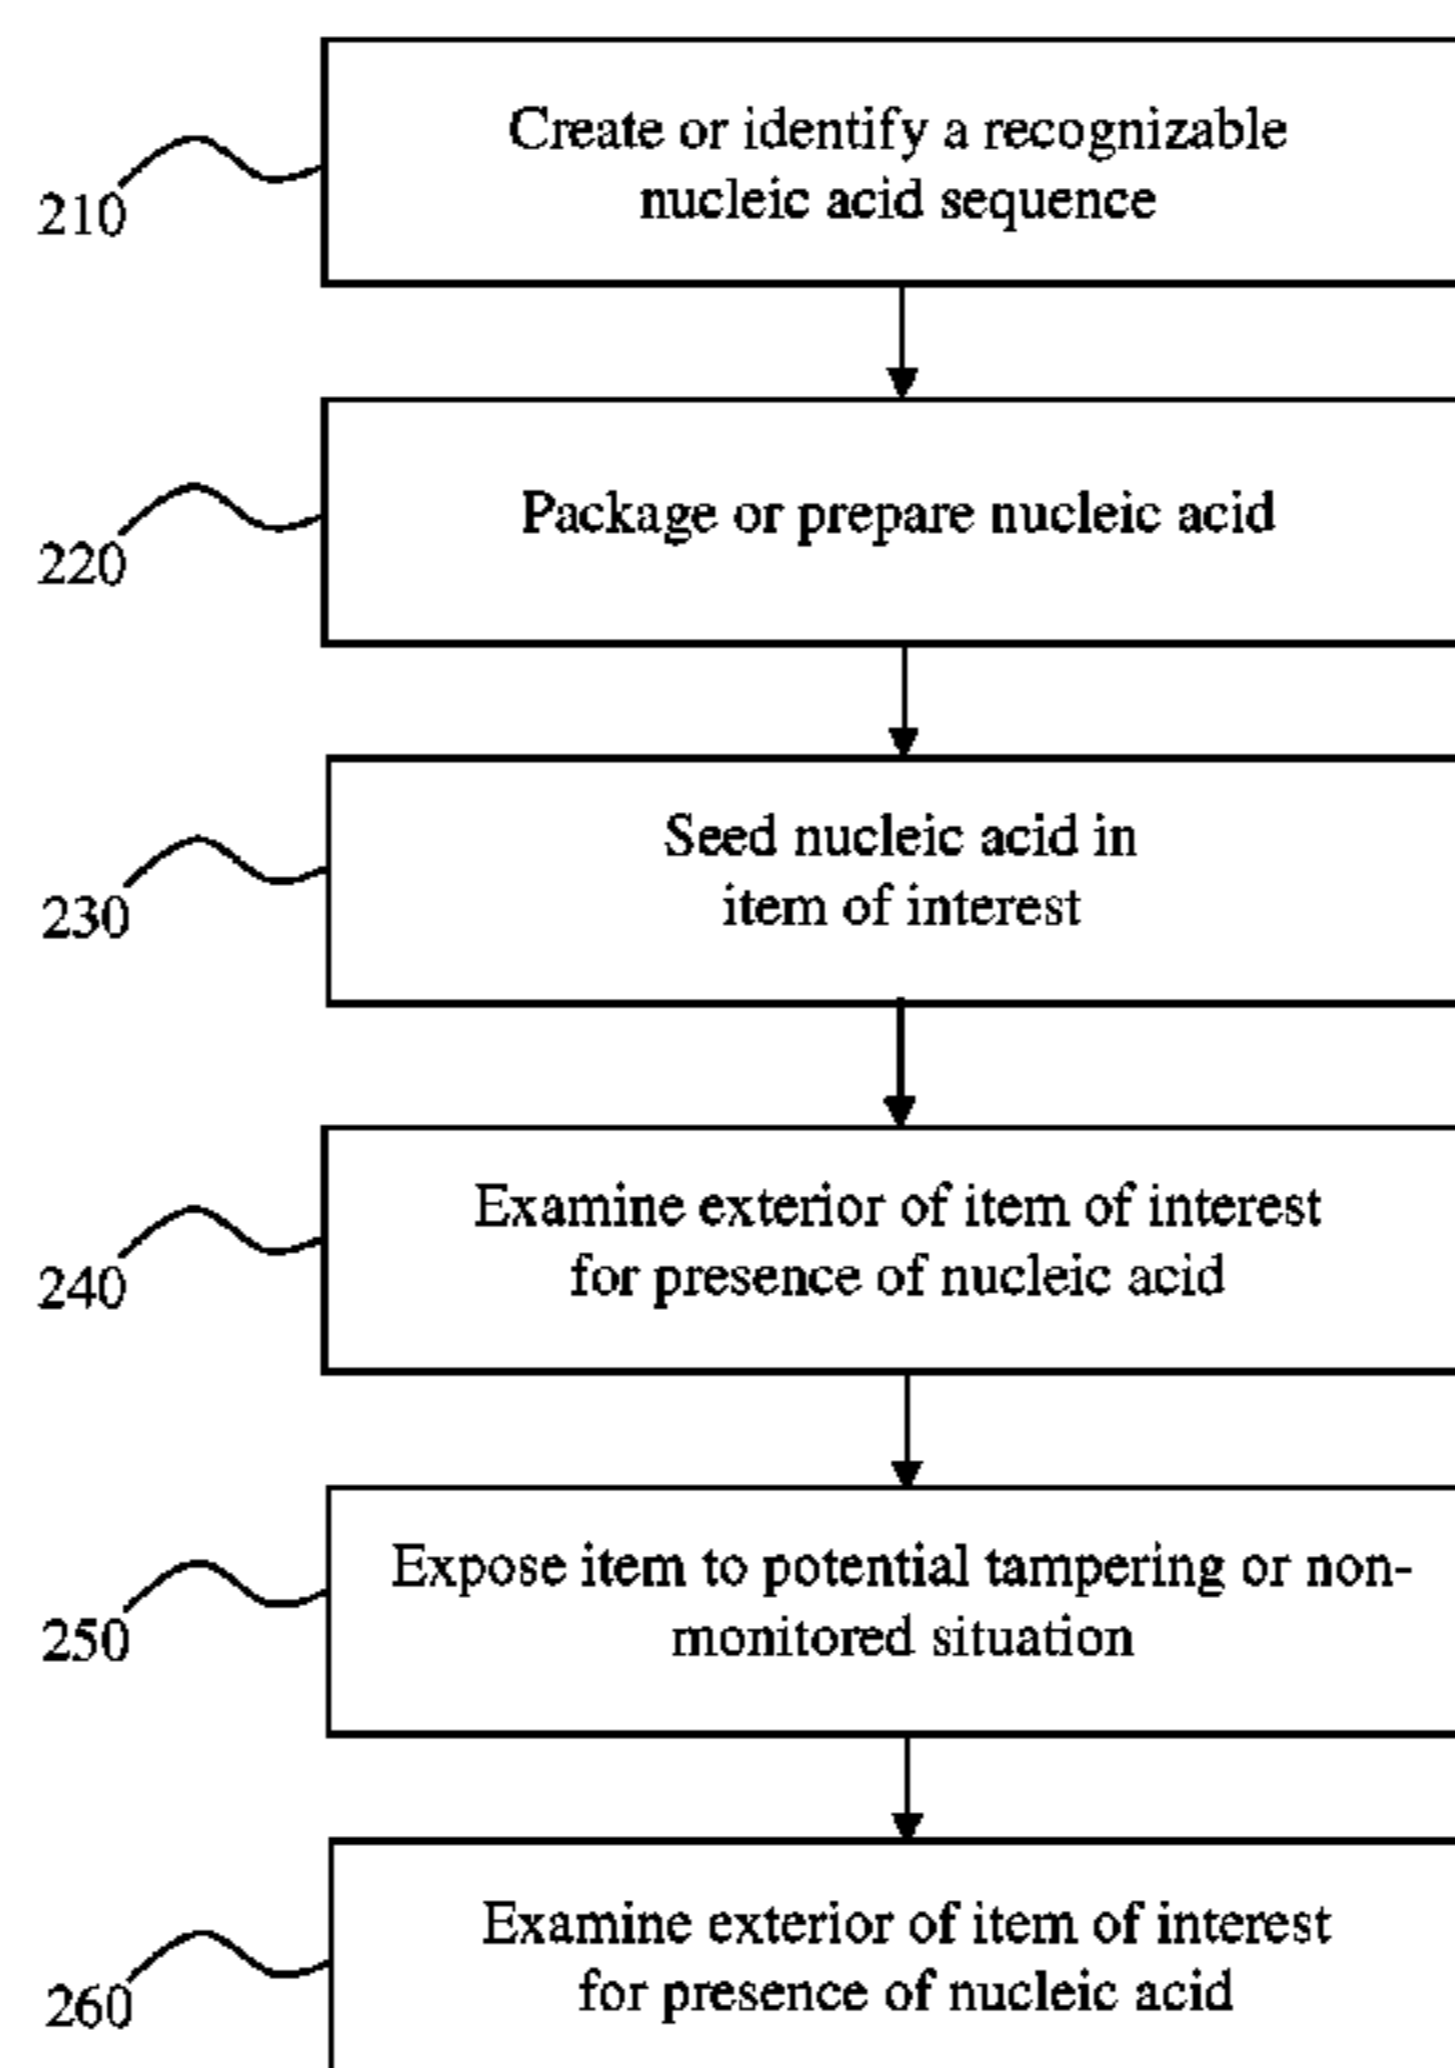 Create or identify a recognizable
nucleic acid sequence
210
Package or prepare nucleic acid
220
Seed nucleic acid in
item of interest
230
Examine exterior of item of interest
for presence of nucleic acid
240
Expose item to potential tampering or non-
monitored situation
250
Examine exterior of item of interest
for presence of nucleic acid
260